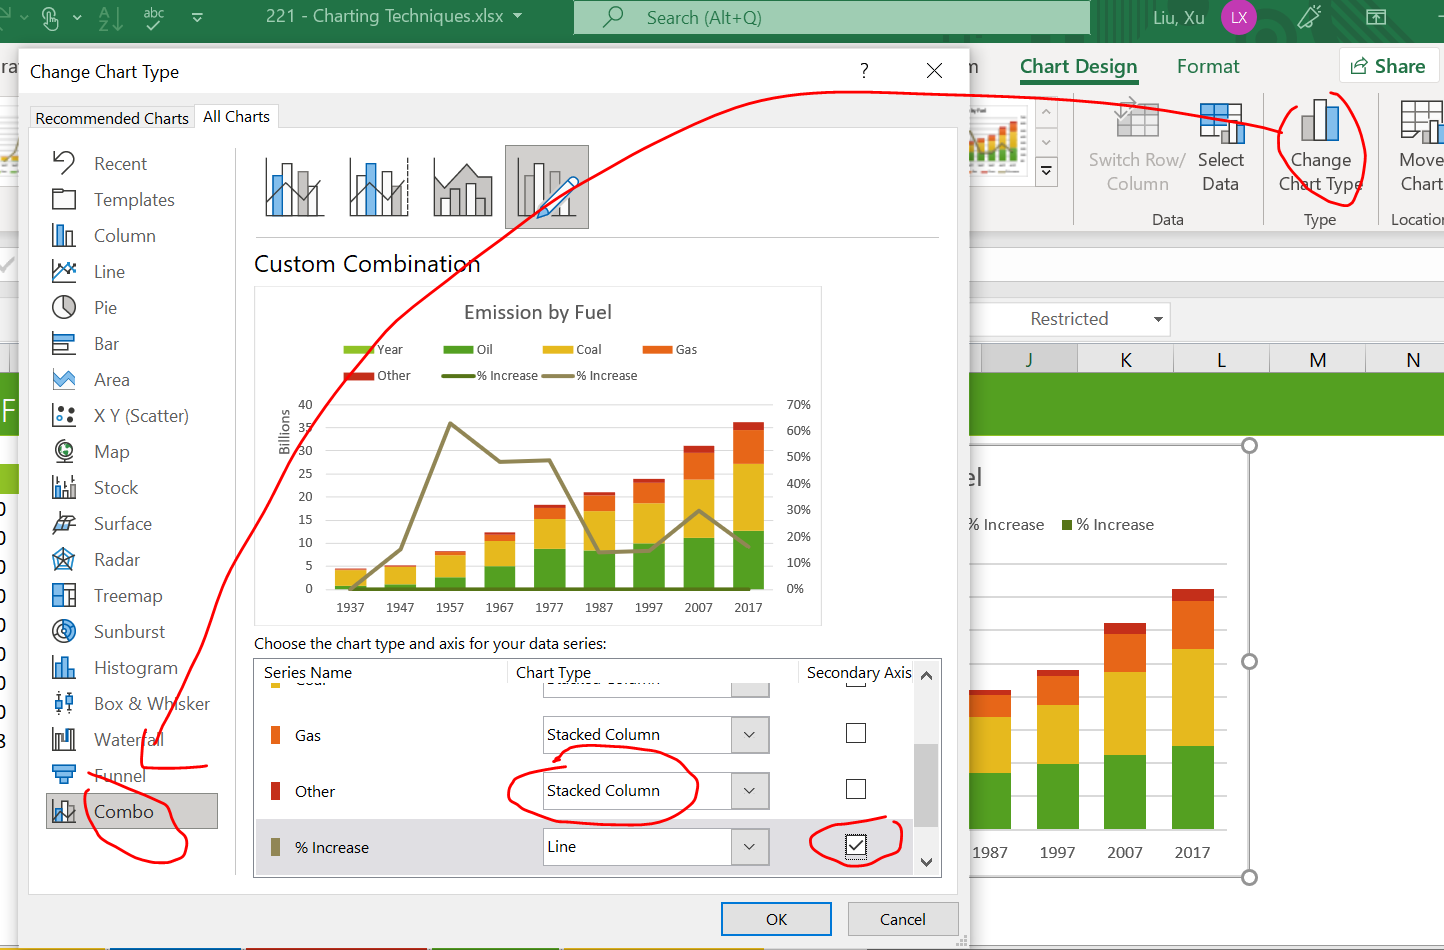 abc
221 - Charting Techniques.xlsx
Search (Alt+Q)
Liu, Xu
LX
Change Chart Type
?
Chart Design
Format
Share
Recommended Charts
All Charts
Switch Row/
Column
Select
Data
Change
Chart Type
Move
Chart
Data
Type
Location
Recent
Templates
Column
Line
Pie
Bar
Area
X Y (Scatter)
Map
Stock
Surface
Radar
Treemap
Sunburst
Histogram
Box & Whisker
Waterfall
Funnel
Combo
Custom Combination
Emission by Fuel
Year Oil Coal Gas
Other % Increase % Increase
Billions
40
35
30
25
20
15
10
5
0
70%
60%
50%
40%
30%
20%
10%
0%
1937 1947 1957 1967 1977 1987 1997 2007 2017
Choose the chart type and axis for your data series:
Series Name Chart Type Secondary Axis
Coal Stacked Column
Gas Stacked Column
Other Stacked Column
% Increase Line
OK Cancel
Restricted
J K L M N
F
el
% Increase % Increase
1987 1997 2007 2017